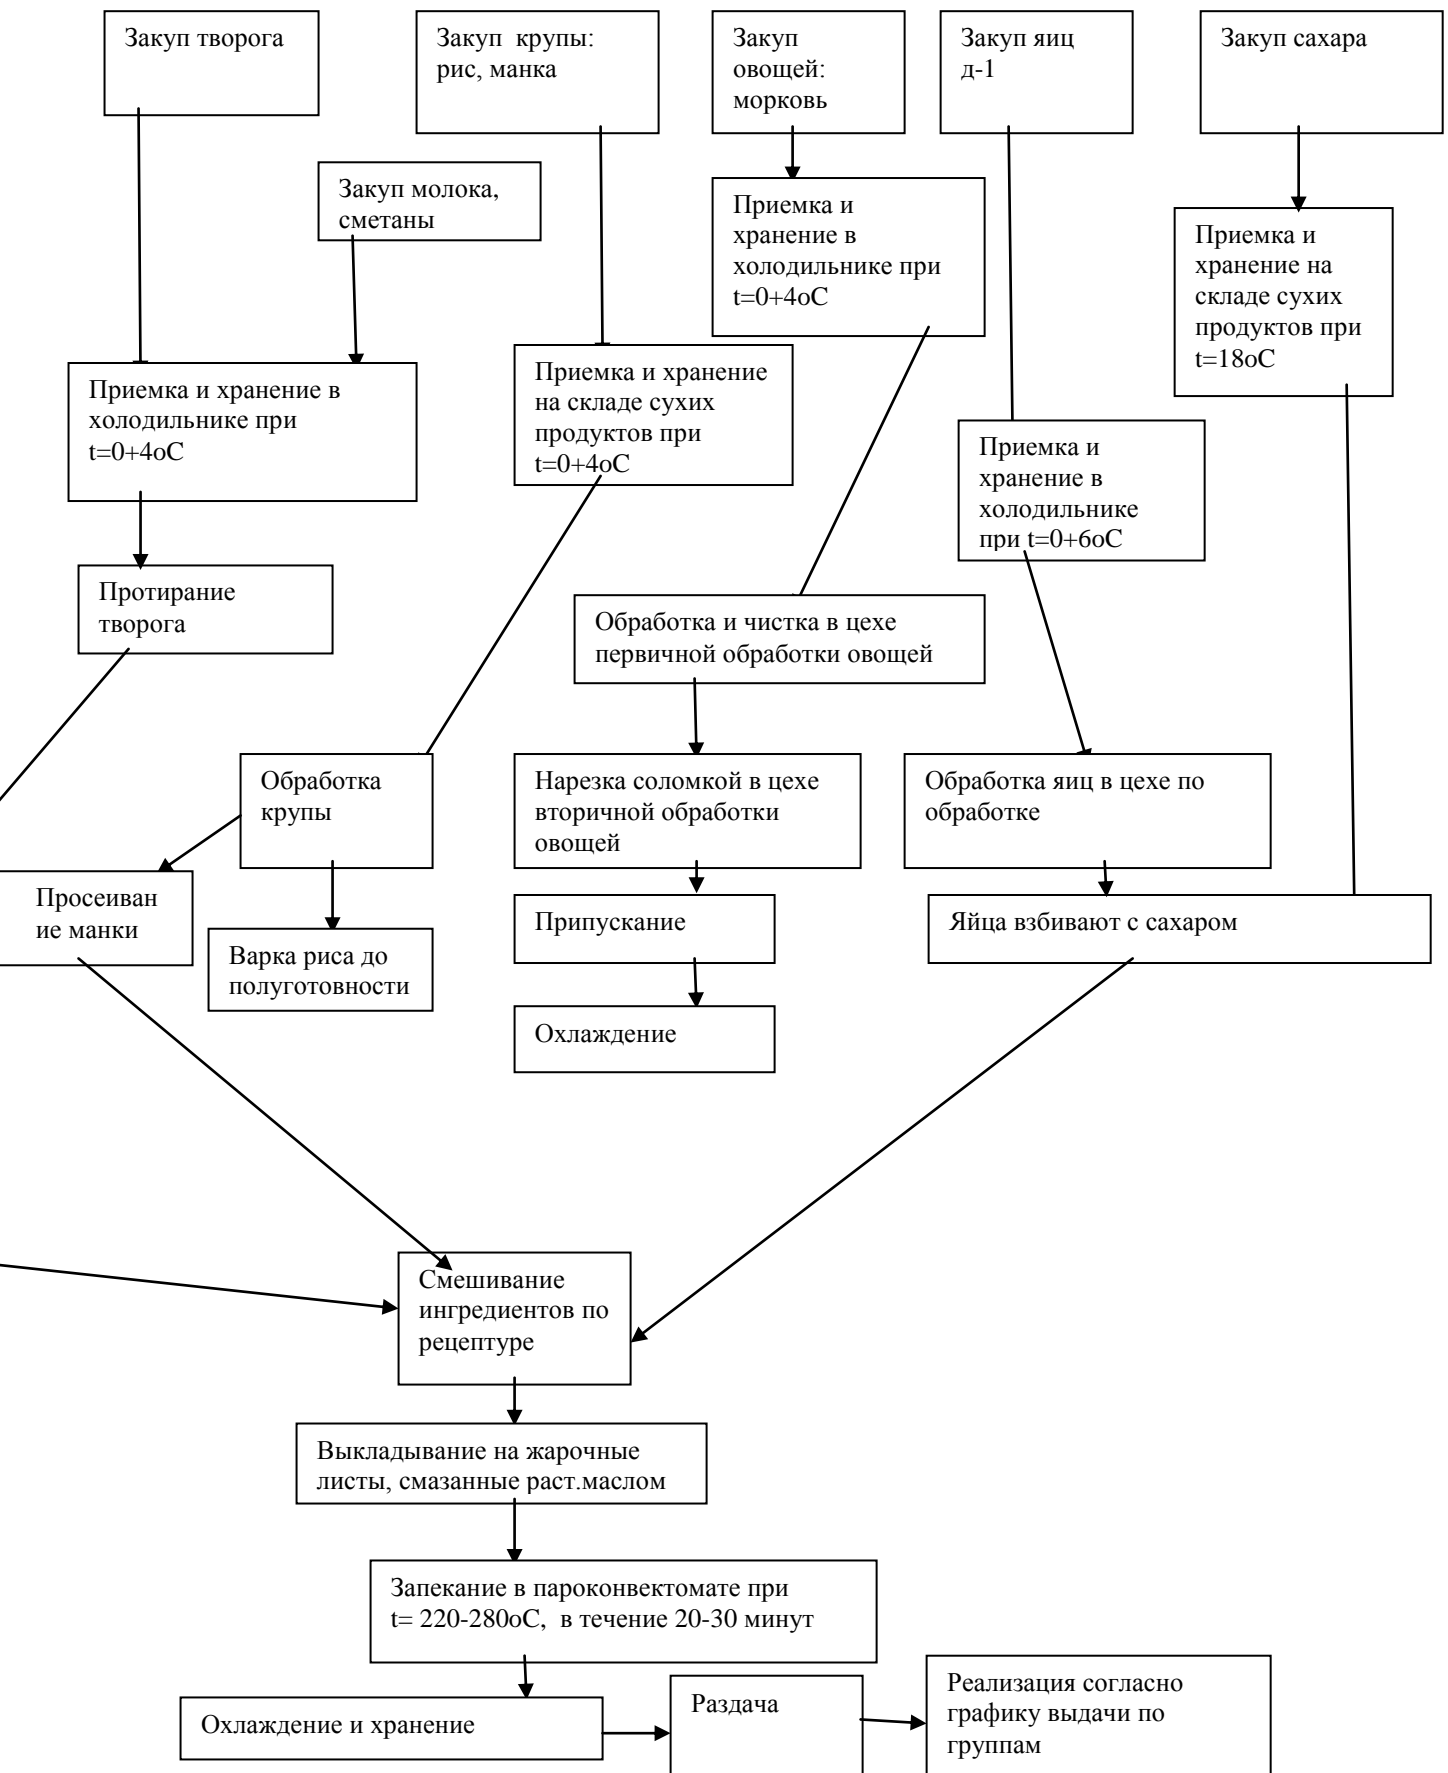 Закуп творога
Закуп крупы:
рис, манка
Закуп
овощей:
морковь
Закуп яиц
д-1
Закуп сахара
Закуп молока,
сметаны
Приемка и
хранение в
холодильнике при
t=0+4оС
Приемка и
хранение на
складе сухих
продуктов при
t=18оС
Приемка и хранение в
холодильнике при
t=0+4оС
Приемка и хранение
на складе сухих
продуктов при
t=0+4оС
Приемка и
хранение в
холодильнике
при t=0+6оС
Протирание
творога
Обработка и чистка в цехе
первичной обработки овощей
Обработка
крупы
Нарезка соломкой в цехе
вторичной обработки
овощей
Обработка яиц в цехе по
обработке
Просеиван
ие манки
Варка риса до
полуготовности
Припускание
Яйца взбивают с сахаром
Охлаждение
Смешивание
ингредиентов по
рецептуре
Выкладывание на жарочные
листы, смазанные раст.маслом
Запекание в пароконвектомате при
t= 220-280оС, в течение 20-30 минут
Охлаждение и хранение
Раздача
Реализация согласно
графику выдачи по
группам